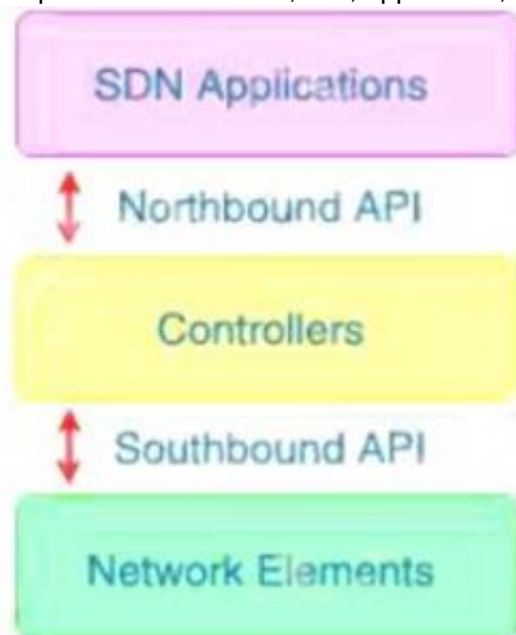 SDN Applications
Northbound API
Controllers
Southbound API
Network Elements